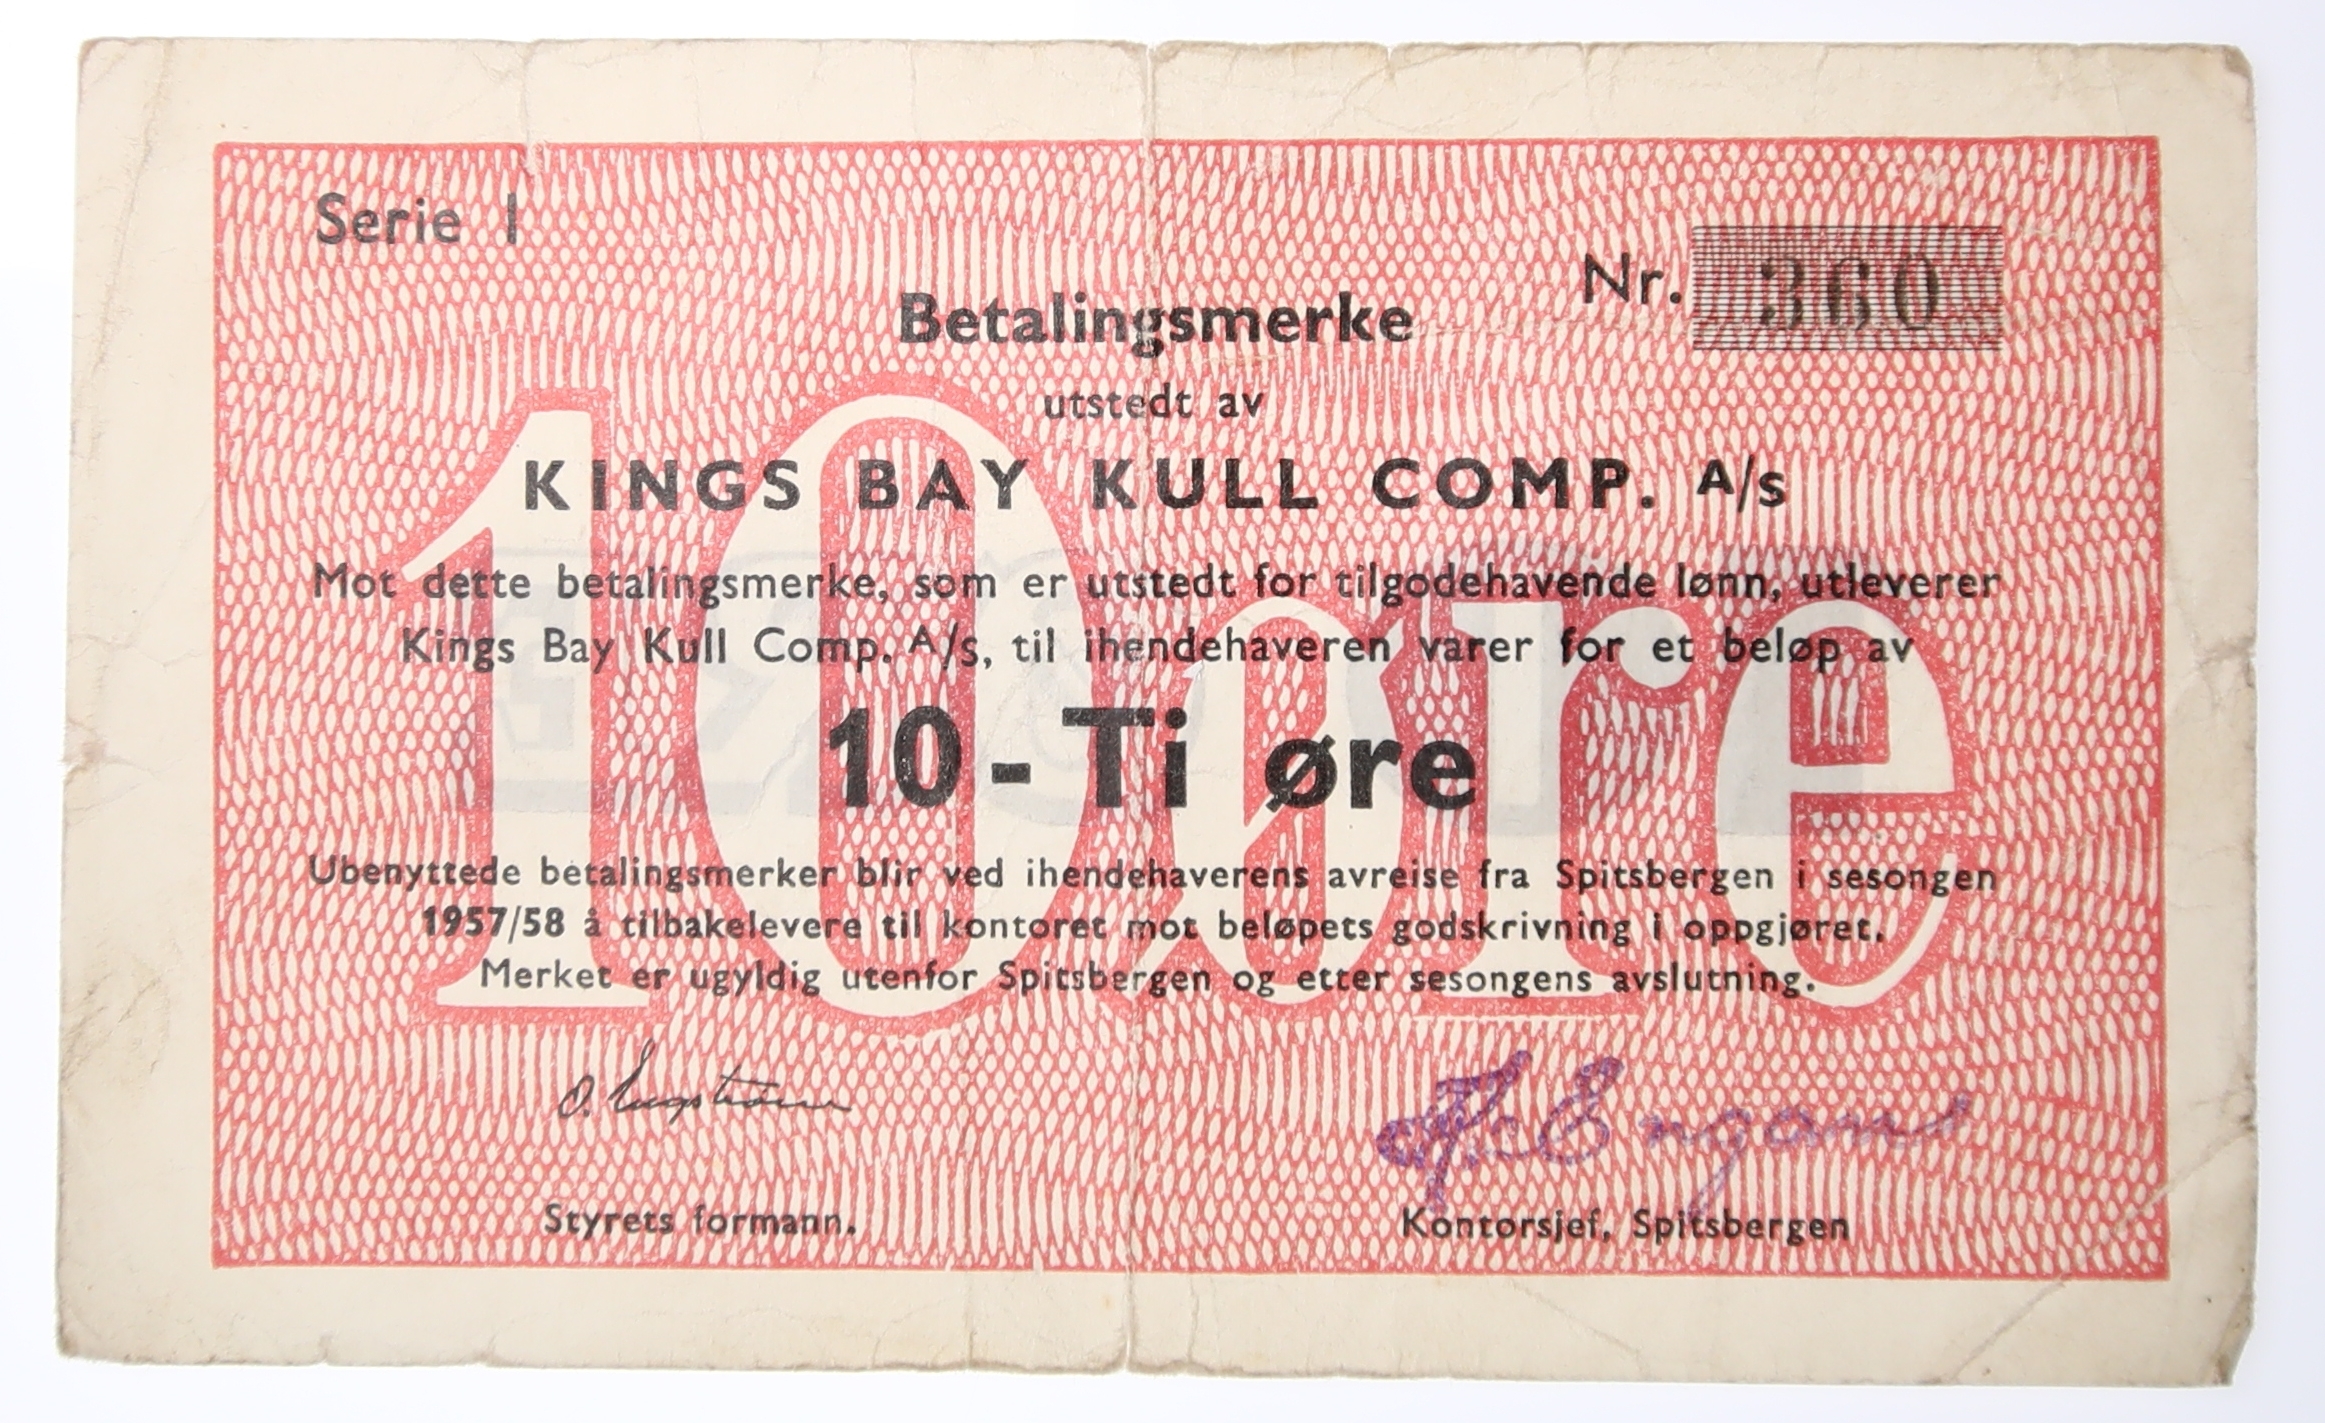 Serie I
Nr. 360
Betalingsmerke
utstedt av
KINGS BAY KULL COMP. A/s
Mot dette betalingsmerke, som er utstedt for tilgodehavende lønn, utleverer
Kings Bay Kull Comp. A/s, til ihendehaveren varer for et beløp av
10 - Ti øre
10 øre
Ubenyttede betalingsmerker blir ved ihendehaverens avreise fra Spitsbergen i sesongen
1957/58 å tilbakelevere til kontoret mot beløpets godskrivning i oppgjøret.
Merket er ugyldig utenfor Spitsbergen og etter sesongens avslutning.
Styrets formann.
Kontorsjef, Spitsbergen